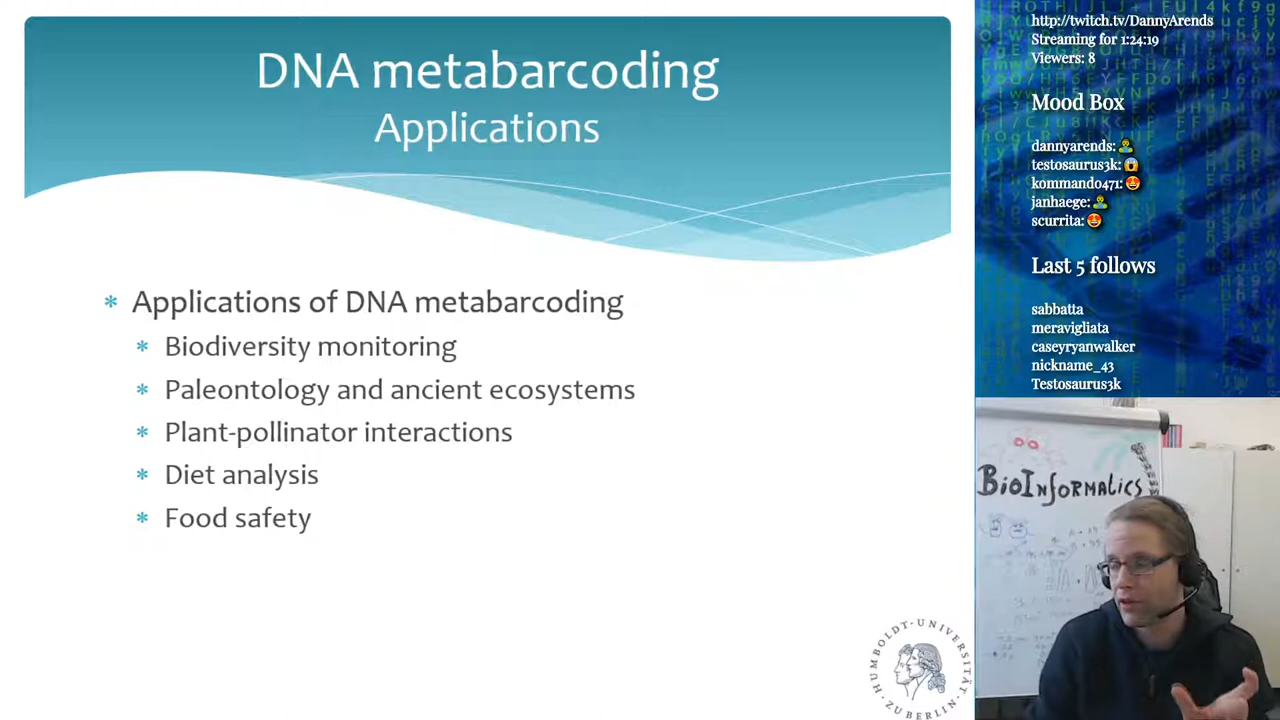 DNA metabarcoding
Applications
Applications of DNA metabarcoding
Biodiversity monitoring
Paleontology and ancient ecosystems
Plant-pollinator interactions
Diet analysis
Food safety
HUMBOLDT-UNIVERSITÄT
ZU BERLIN
http://twitch.tv/DannyArends
Streaming for 1:24:19
Viewers: 8
Mood Box
dannyarends:
testosaurus3k:
kommando471:
janhaege:
scurrita:
Last 5 follows
sabbatta
meravigliata
caseyryanwalker
nickname_43
Testosaurus3k
BioInformatics